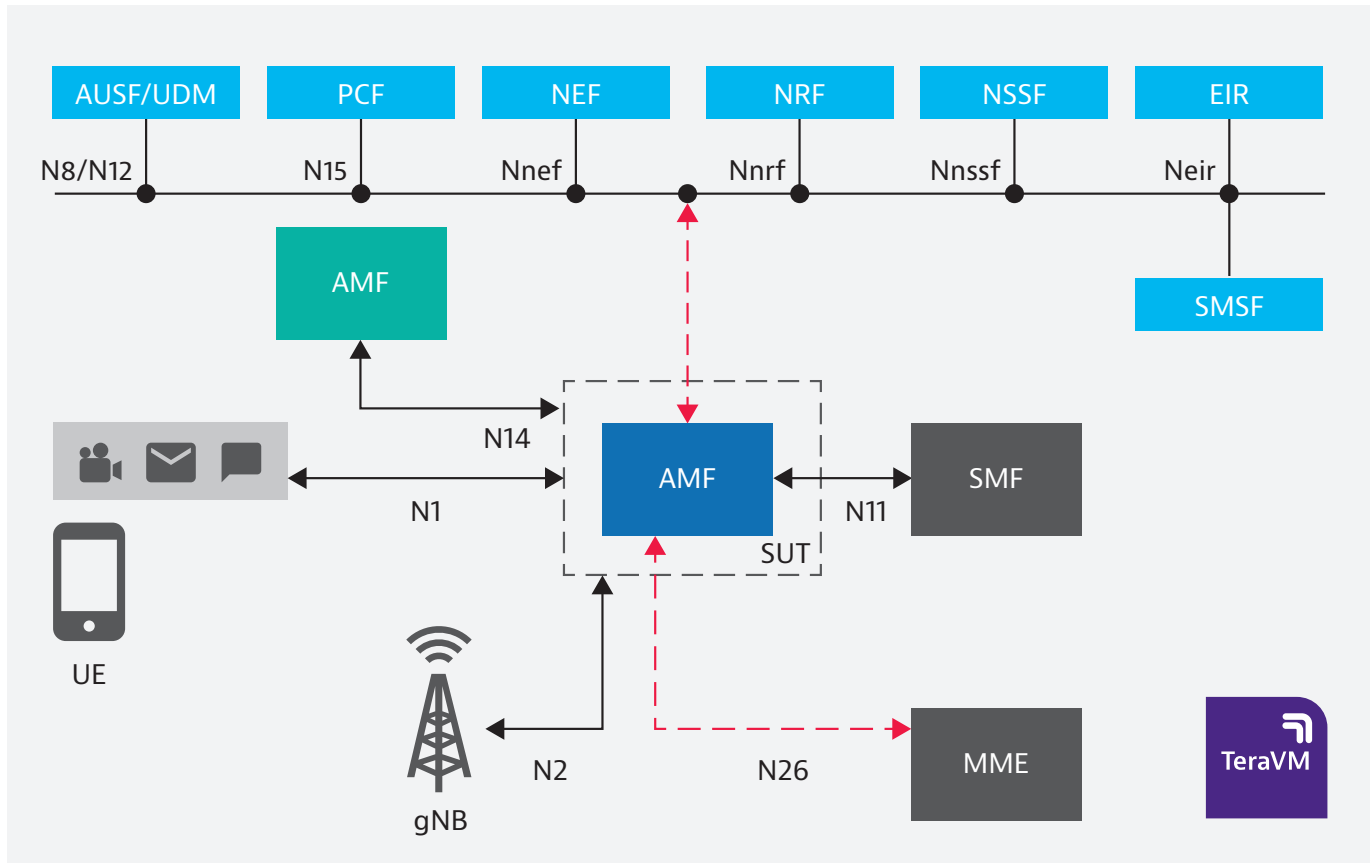 AUSF/UDM
PCF
NEF
NRF
NSSF
EIR
N8/N12
N15
Nnef
Nnrf
Nnssf
Neir
AMF
SMSF
N14
N1
AMF
SUT
N11
SMF
UE
gNB
N2
N26
MME
TeraVM